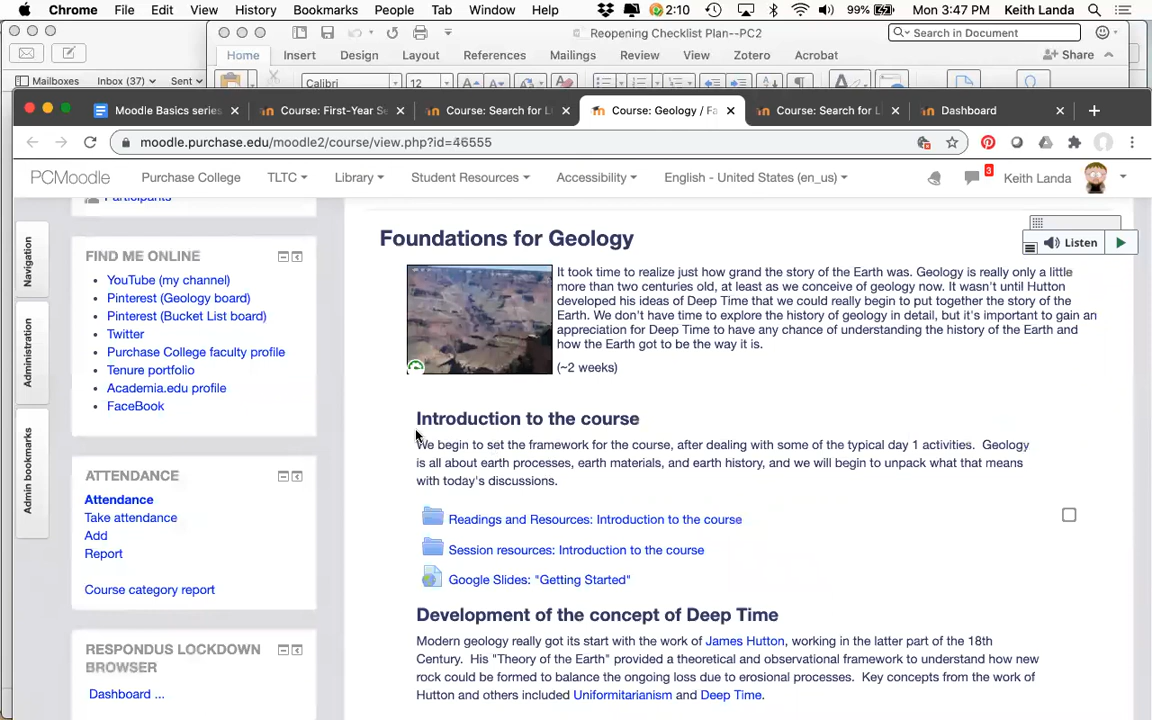 Chrome File Edit View History Bookmarks People Tab Window Help 2:10 99% Mon 3:47 PM Keith Landa
Reopening Checklist Plan--PC2 Search in Document
Home Insert Design Layout References Mailings Review View Zotero Acrobat Share
Mailboxes Inbox (37) Sent Calibri 12
Moodle Basics series Course: First-Year Se Course: Search for L Course: Geology / Fa Course: Search for L Dashboard
moodle.purchase.edu/moodle2/course/view.php?id=46555
PCMoodle Purchase College TLTC Library Student Resources Accessibility English - United States (en_us) 3 Keith Landa
Participants
Navigation
Administration
Admin bookmarks
FIND ME ONLINE
YouTube (my channel)
Pinterest (Geology board)
Pinterest (Bucket List board)
Twitter
Purchase College faculty profile
Tenure portfolio
Academia.edu profile
FaceBook
ATTENDANCE
Attendance
Take attendance
Add
Report
Course category report
RESPONDUS LOCKDOWN
BROWSER
Dashboard ...
Foundations for Geology
Listen
It took time to realize just how grand the story of the Earth was. Geology is really only a little
more than two centuries old, at least as we conceive of geology now. It wasn't until Hutton
developed his ideas of Deep Time that we could really begin to put together the story of the
Earth. We don't have time to explore the history of geology in detail, but it's important to gain an
appreciation for Deep Time to have any chance of understanding the history of the Earth and
how the Earth got to be the way it is.
(~2 weeks)
Introduction to the course
We begin to set the framework for the course, after dealing with some of the typical day 1 activities. Geology
is all about earth processes, earth materials, and earth history, and we will begin to unpack what that means
with today's discussions.
Readings and Resources: Introduction to the course
Session resources: Introduction to the course
Google Slides: "Getting Started"
Development of the concept of Deep Time
Modern geology really got its start with the work of James Hutton, working in the latter part of the 18th
Century. His "Theory of the Earth" provided a theoretical and observational framework to understand how new
rock could be formed to balance the ongoing loss due to erosional processes. Key concepts from the work of
Hutton and others included Uniformitarianism and Deep Time.